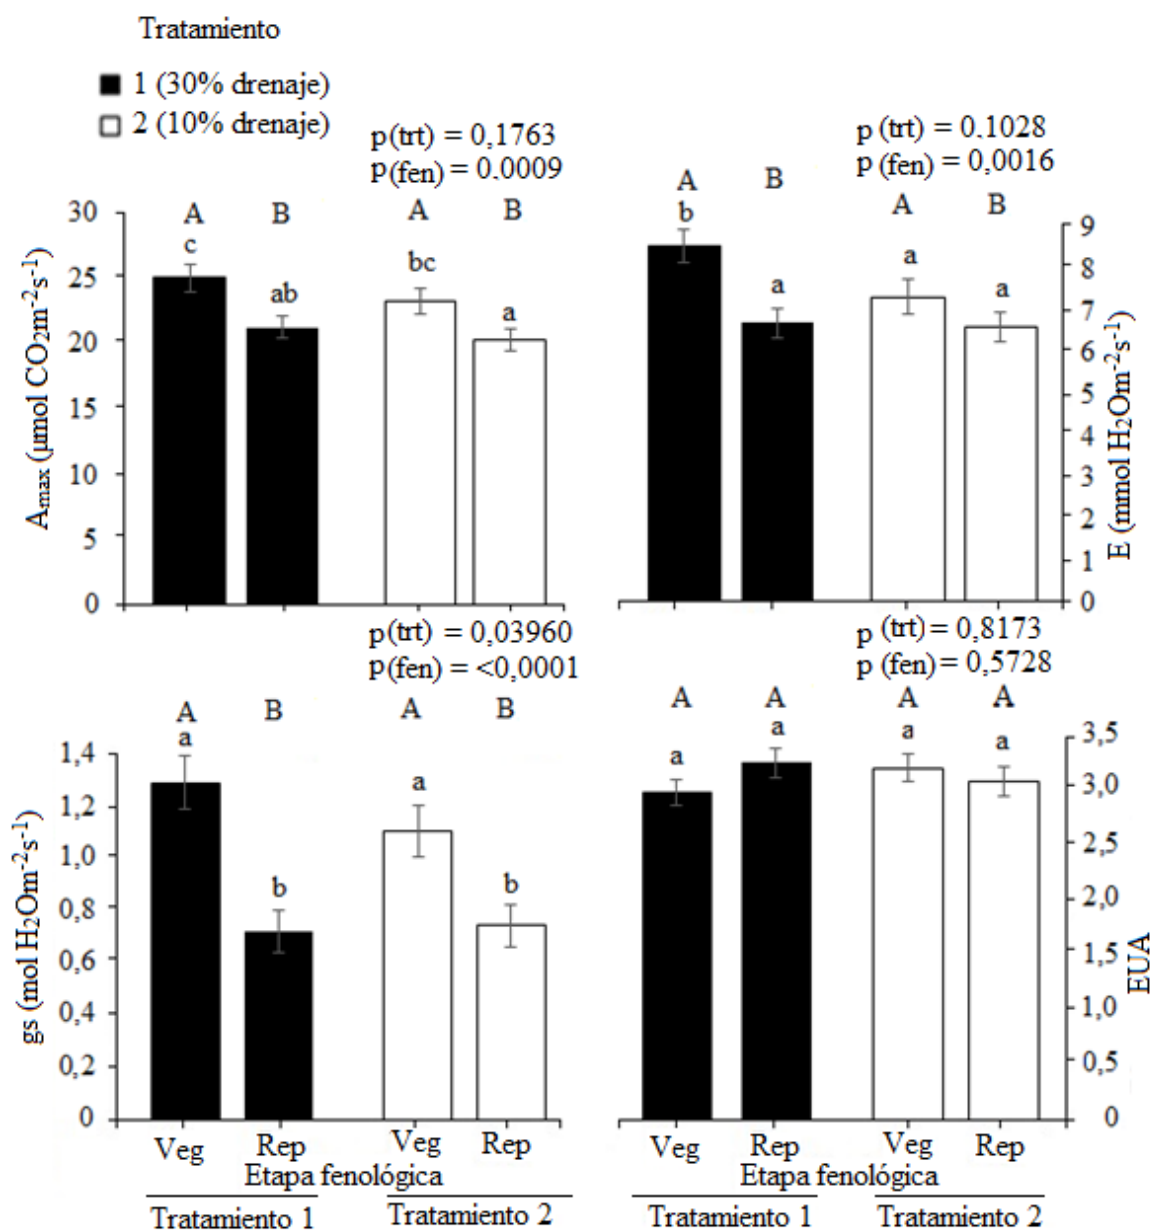 Tratamiento
1 (30% drenaje)
2 (10% drenaje)
p(trt) = 0,1763
p(fen) = 0.0009
A B A B
c ab bc a
30
25
20
15
10
5
0
Amax (µmol CO2m-2s-1)
p (trt) = 0.1028
p (fen) = 0,0016
A B A B
b a a a
9
8
7
6
5
4
3
2
1
0
E (mmol H2Om-2s-1)
p(trt) = 0,03960
p(fen) = <0,0001
A B A B
a b a b
1,4
1,2
1,0
0,8
0,6
0,4
0,2
0
gs (mol H2Om-2s-1)
Veg Rep Veg Rep
Etapa fenológica
Tratamiento 1 Tratamiento 2
p (trt) = 0,8173
p (fen) = 0,5728
A A A A
a a a a
3,5
3,0
2,5
2,0
1,5
1,0
0,5
0
EUA
Veg Rep Veg Rep
Etapa fenológica
Tratamiento 1 Tratamiento 2